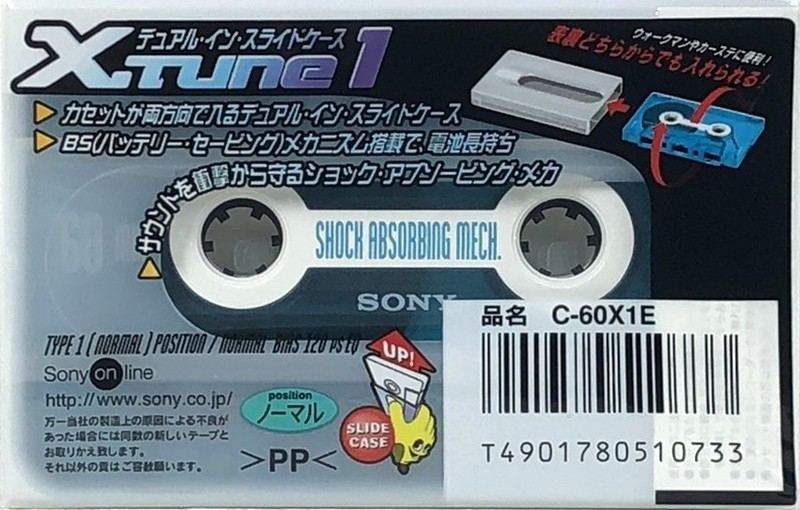 デュアル・イン・スライドケース
X TUNE 1
ウォークマンやカーステに便利!
表裏どちらからでも入れられる!
カセットが両方向で入るデュアル・イン・スライドケース
BS(バッテリー・セービング)メカニズム搭載で、電池長持ち
サウンドを衝撃から守るショック・アブソービング・メカ
60
SHOCK ABSORBING MECH.
SONY
TYPE 1 (NORMAL) POSITION / NORMAL BIAS 120 μs EQ
Sony on line
http://www.sony.co.jp/
万一当社の製造上の原因による不良が
あった場合には同数の新しいテープと
お取りかえ致します。
それ以外の責はご容赦願います。
position
ノーマル
>PP<
UP!
SLIDE
CASE
品名 C-60X1E
T4901780510733